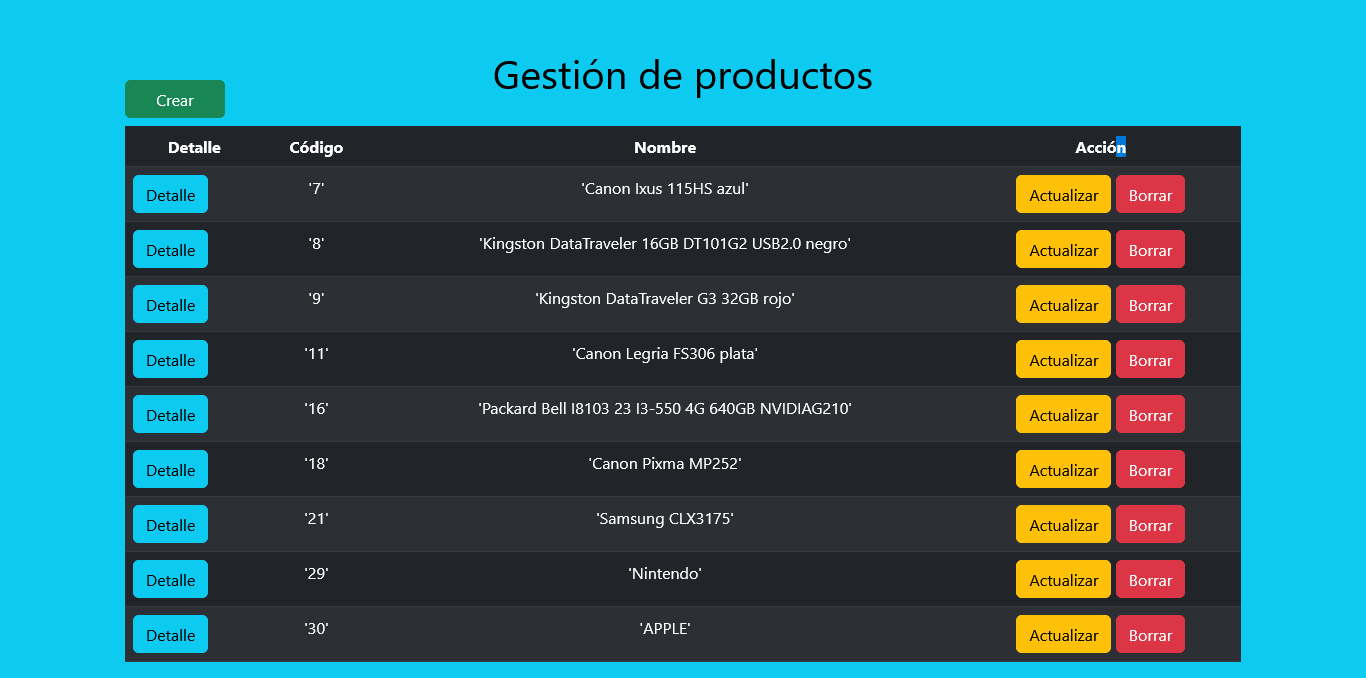 Gestión de productos
Crear
Detalle Código Nombre Acción
Detalle '7' 'Canon Ixus 115HS azul' Actualizar Borrar
Detalle '8' 'Kingston DataTraveler 16GB DT101G2 USB2.0 negro' Actualizar Borrar
Detalle '9' 'Kingston DataTraveler G3 32GB rojo' Actualizar Borrar
Detalle '11' 'Canon Legria FS306 plata' Actualizar Borrar
Detalle '16' 'Packard Bell I8103 23 I3-550 4G 640GB NVIDIAG210' Actualizar Borrar
Detalle '18' 'Canon Pixma MP252' Actualizar Borrar
Detalle '21' 'Samsung CLX3175' Actualizar Borrar
Detalle '29' 'Nintendo' Actualizar Borrar
Detalle '30' 'APPLE' Actualizar Borrar